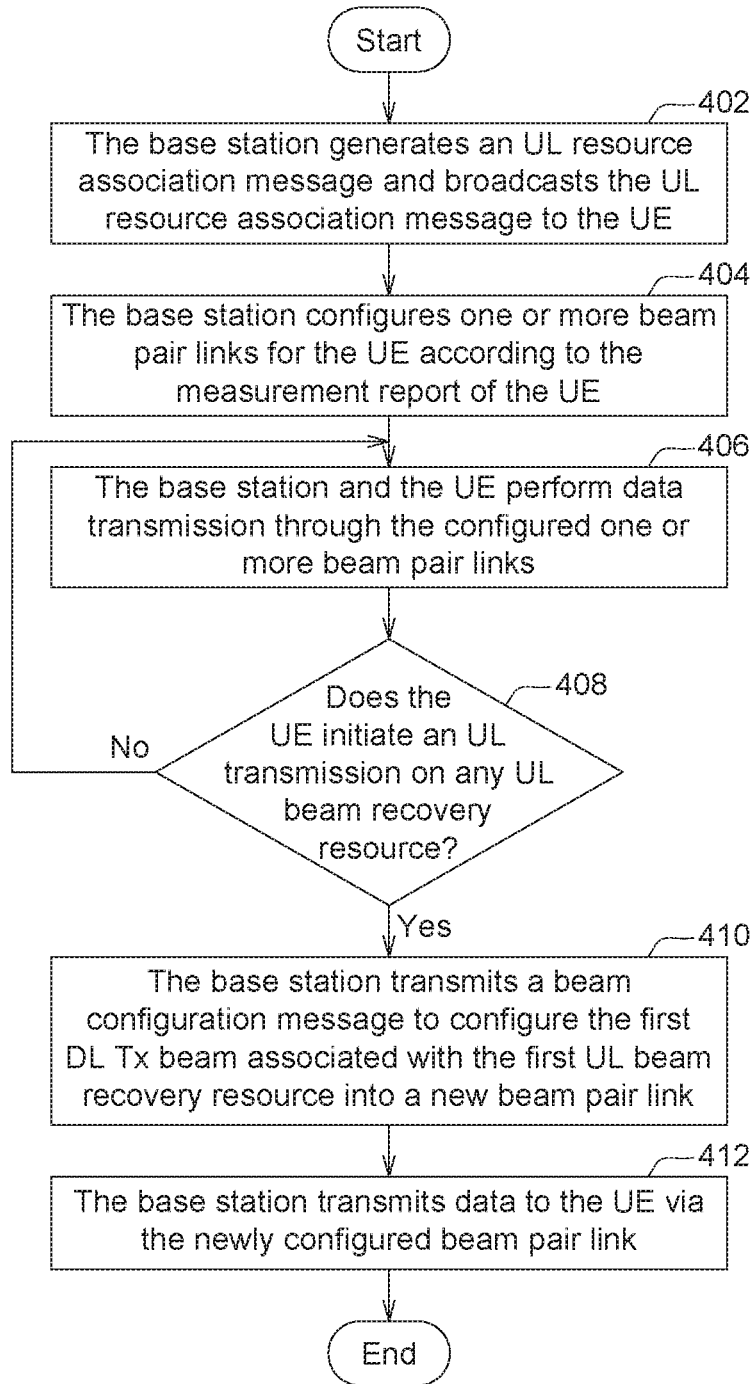 Start
402
The base station generates an UL resource
association message and broadcasts the UL
resource association message to the UE
404
The base station configures one or more beam
pair links for the UE according to the
measurement report of the UE
406
The base station and the UE perform data
transmission through the configured one or
more beam pair links
408
Does the
UE initiate an UL
transmission on any UL
beam recovery
resource?
No
Yes
410
The base station transmits a beam
configuration message to configure the first
DL Tx beam associated with the first UL beam
recovery resource into a new beam pair link
412
The base station transmits data to the UE via
the newly configured beam pair link
End